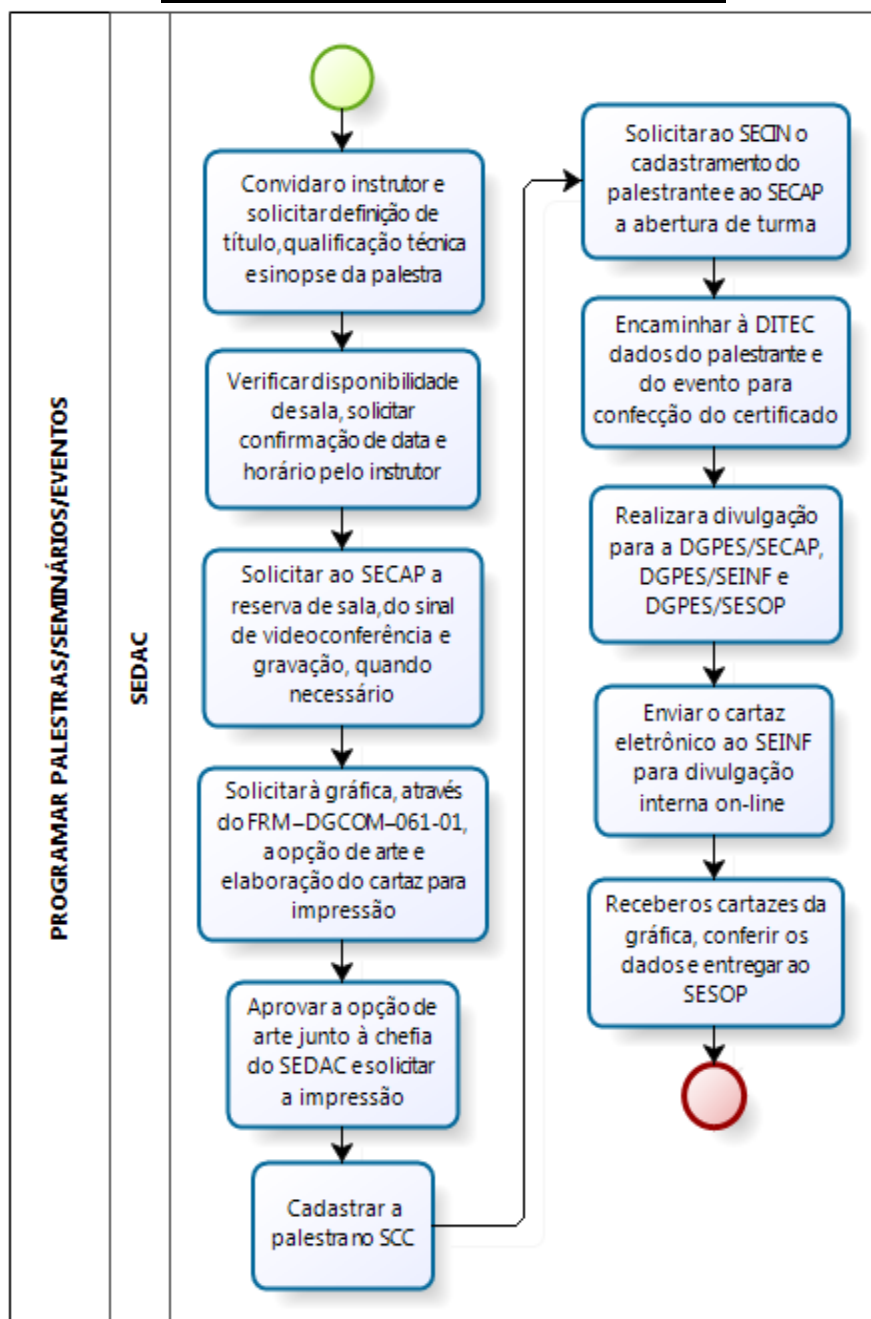 PROGRAMAR PALESTRAS/SEMINÁRIOS/EVENTOS
SEDAC
Convidar o instrutor e
solicitar definição de
título, qualificação técnica
e sinopse da palestra
Verificar disponibilidade
de sala, solicitar
confirmação de data e
horário pelo instrutor
Solicitar ao SECAP a
reserva de sala, do sinal
de videoconferência e
gravação, quando
necessário
Solicitar à gráfica, através
do FRM–DGCOM–061-01,
a opção de arte e
elaboração do cartaz para
impressão
Aprovar a opção de
arte junto à chefia
do SEDAC e solicitar
a impressão
Cadastrar a
palestra no SCC
Solicitar ao SECIN o
cadastramento do
palestrante e ao SECAP
a abertura de turma
Encaminhar à DITEC
dados do palestrante e
do evento para
confecção do certificado
Realizar a divulgação
para a DGPES/SECAP,
DGPES/SEINF e
DGPES/SESOP
Enviar o cartaz
eletrônico ao SEINF
para divulgação
interna on-line
Receber os cartazes da
gráfica, conferir os
dados e entregar ao
SESOP